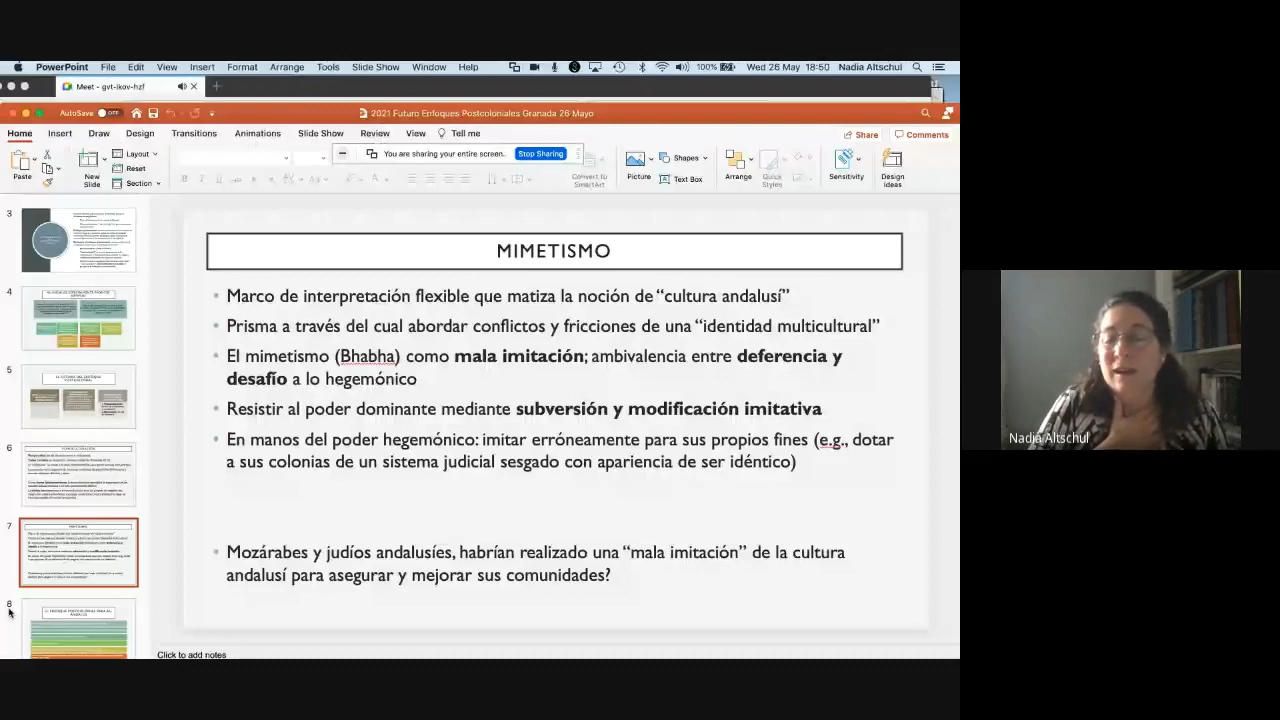 PowerPoint File Edit View Insert Format Arrange Tools Slide Show Window Help 100% Wed 26 May 18:50 Nadia Altschul
Meet - gvt-ikov-hzf
AutoSave OFF 2021 Futuro Enfoques Postcoloniales Granada 26 Mayo
Home Insert Draw Design Transitions Animations Slide Show Review View Tell me Share Comments
You are sharing your entire screen. Stop Sharing
Paste New Slide Layout Reset Section Convert to SmartArt Picture Shapes Text Box Arrange Quick Styles Sensitivity Design Ideas
3
4
5
6
7
8
MIMETISMO
Marco de interpretación flexible que matiza la noción de “cultura andalusí”
Prisma a través del cual abordar conflictos y fricciones de una “identidad multicultural”
El mimetismo (Bhabha) como mala imitación; ambivalencia entre deferencia y
desafío a lo hegemónico
Resistir al poder dominante mediante subversión y modificación imitativa
En manos del poder hegemónico: imitar erróneamente para sus propios fines (e.g., dotar
a sus colonias de un sistema judicial sesgado con apariencia de ser idéntico)
Mozárabes y judíos andalusíes, habrían realizado una “mala imitación” de la cultura
andalusí para asegurar y mejorar sus comunidades?
Click to add notes
Nadia Altschul